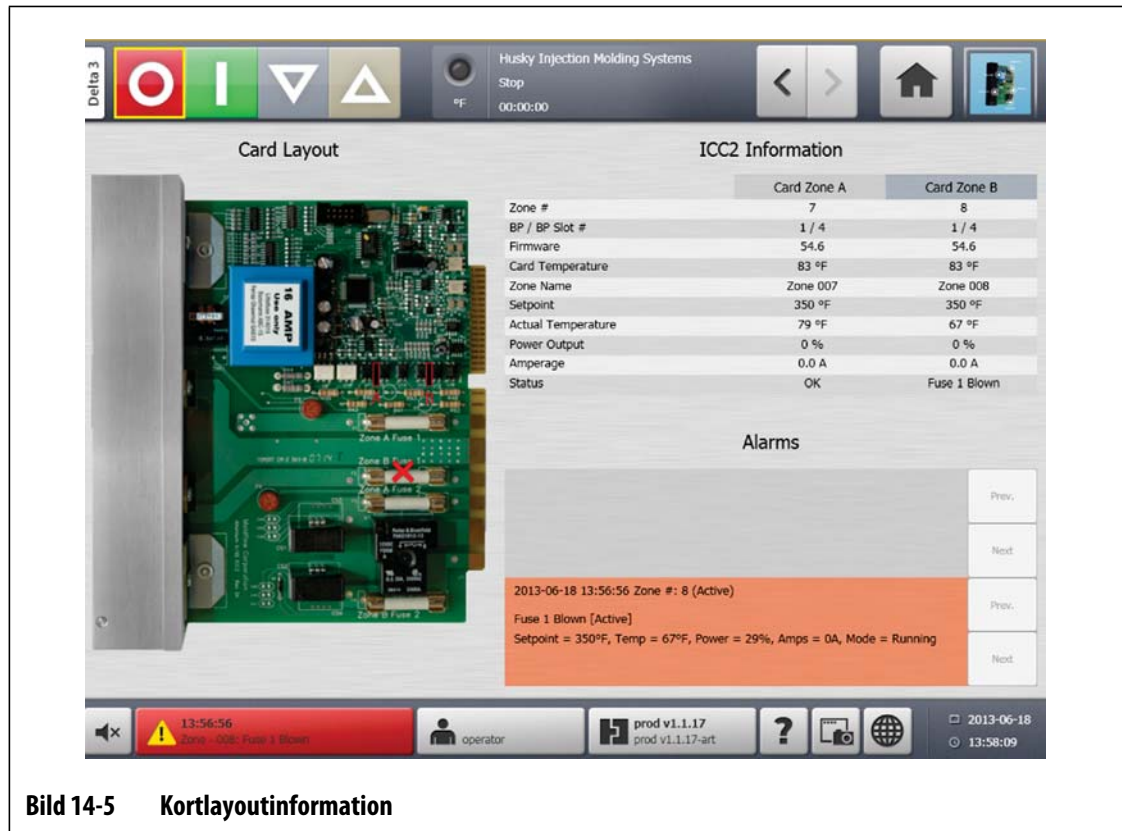 Delta 3
°F
Husky Injection Molding Systems
Stop
00:00:00
Card Layout
ICC2 Information
Card Zone A Card Zone B
Zone # 7 8
BP / BP Slot # 1 / 4 1 / 4
Firmware 54.6 54.6
Card Temperature 83 °F 83 °F
Zone Name Zone 007 Zone 008
Setpoint 350 °F 350 °F
Actual Temperature 79 °F 67 °F
Power Output 0 % 0 %
Amperage 0.0 A 0.0 A
Status OK Fuse 1 Blown
16 AMP
Use only
Zone A Fuse 1
Zone B Fuse 1
Zone A Fuse 2
Zone B Fuse 2
Alarms
Prev.
Next
2013-06-18 13:56:56 Zone #: 8 (Active)
Fuse 1 Blown [Active]
Setpoint = 350°F, Temp = 67°F, Power = 29%, Amps = 0A, Mode = Running
Prev.
Next
13:56:56
Zone - 008: Fuse 1 Blown
operator
prod v1.1.17
prod v1.1.17-art
?
2013-06-18
13:58:09
Bild 14-5 Kortlayoutinformation